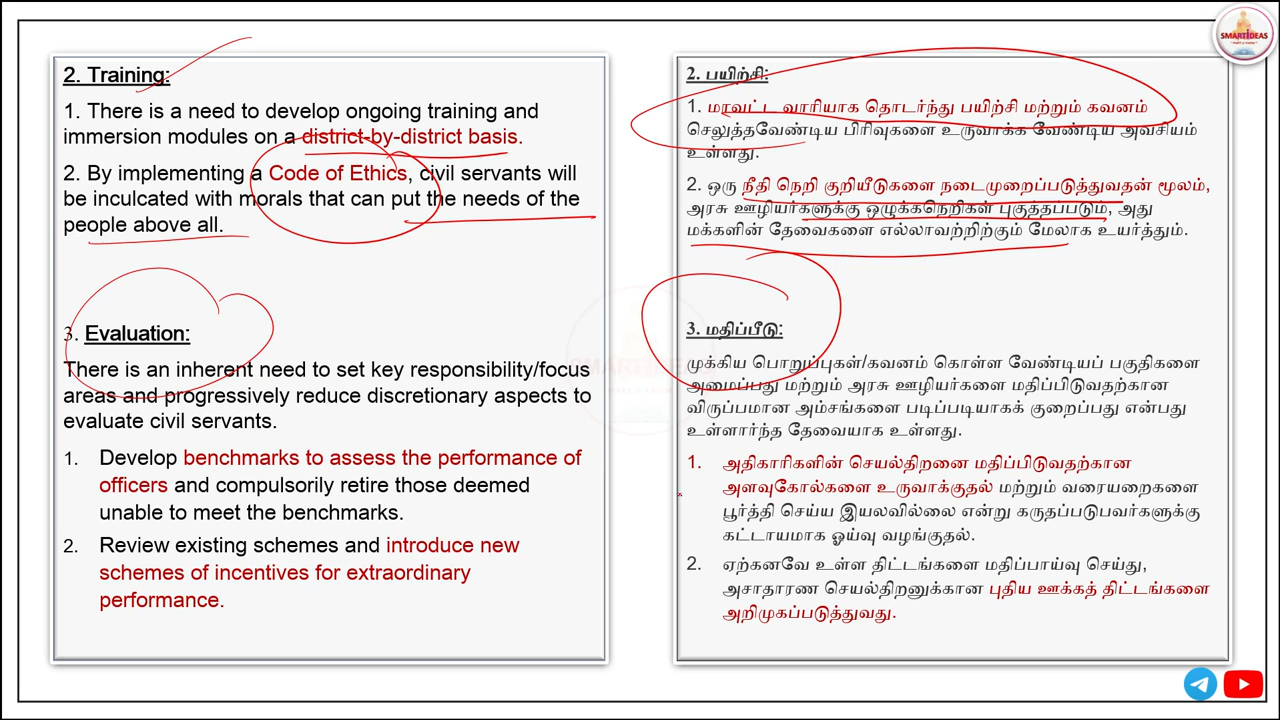 SMARTIDEAS
2. Training:
1. There is a need to develop ongoing training and
immersion modules on a district-by-district basis.
2. By implementing a Code of Ethics, civil servants will
be inculcated with morals that can put the needs of the
people above all.
3. Evaluation:
There is an inherent need to set key responsibility/focus
areas and progressively reduce discretionary aspects to
evaluate civil servants.
1. Develop benchmarks to assess the performance of
officers and compulsorily retire those deemed
unable to meet the benchmarks.
2. Review existing schemes and introduce new
schemes of incentives for extraordinary
performance.
2. பயிற்சி:
1. மாவட்ட வாரியாக தொடர்ந்து பயிற்சி மற்றும் கவனம்
செலுத்தவேண்டிய பிரிவுகளை உருவாக்க வேண்டிய அவசியம்
உள்ளது.
2. ஒரு நீதி நெறி குறியீடுகளை நடைமுறைப்படுத்துவதன் மூலம்,
அரசு ஊழியர்களுக்கு ஒழுக்கநெறிகள் புகுத்தப்படும், அது
மக்களின் தேவைகளை எல்லாவற்றிற்கும் மேலாக உயர்த்தும்.
3. மதிப்பீடு:
முக்கிய பொறுப்புகள்/கவனம் கொள்ள வேண்டியப் பகுதிகளை
அமைப்பது மற்றும் அரசு ஊழியர்களை மதிப்பிடுவதற்கான
விருப்பமான அம்சங்களை படிப்படியாகக் குறைப்பது என்பது
உள்ளார்ந்த தேவையாக உள்ளது.
1. அதிகாரிகளின் செயல்திறனை மதிப்பிடுவதற்கான
அளவுகோல்களை உருவாக்குதல் மற்றும் வரையறைகளை
பூர்த்தி செய்ய இயலவில்லை என்று கருதப்படுபவர்களுக்கு
கட்டாயமாக ஓய்வு வழங்குதல்.
2. ஏற்கனவே உள்ள திட்டங்களை மதிப்பாய்வு செய்து,
அசாதாரண செயல்திறனுக்கான புதிய ஊக்கத் திட்டங்களை
அறிமுகப்படுத்துவது.